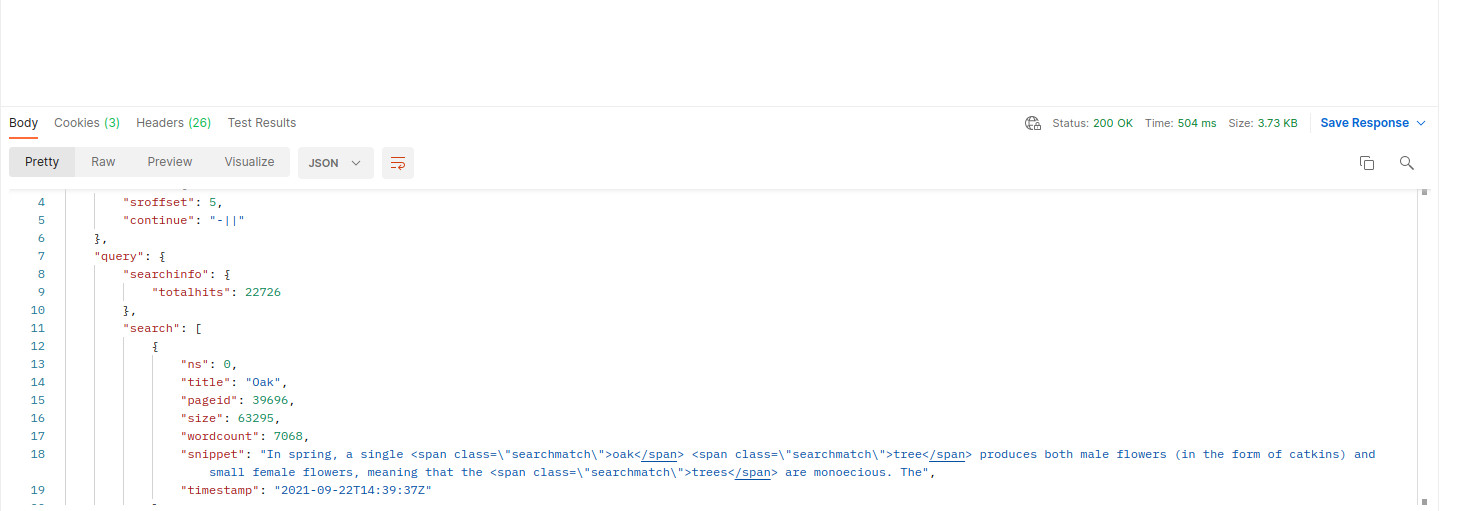 Body Cookies (3) Headers (26) Test Results Status: 200 OK Time: 504 ms Size: 3.73 KB Save Response
Pretty Raw Preview Visualize JSON
4 "sroffset": 5,
5 "continue": "-||"
6 },
7 "query": {
8 "searchinfo": {
9 "totalhits": 22726
10 },
11 "search": [
12 {
13 "ns": 0,
14 "title": "Oak",
15 "pageid": 39696,
16 "size": 63295,
17 "wordcount": 7068,
18 "snippet": "In spring, a single <span class=\"searchmatch\">oak</span> <span class=\"searchmatch\">tree</span> produces both male flowers (in the form of catkins) and
small female flowers, meaning that the <span class=\"searchmatch\">trees</span> are monoecious. The",
19 "timestamp": "2021-09-22T14:39:37Z"